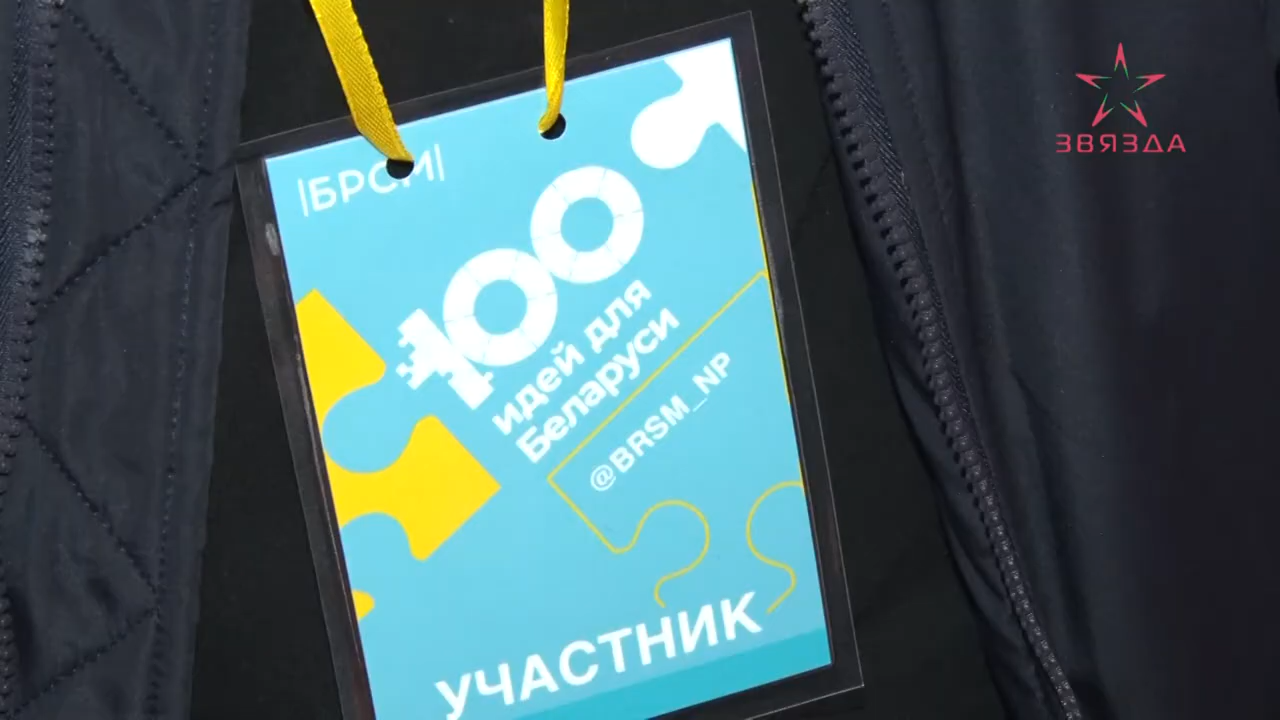 |БРСМ|
100
идей для
Беларуси
@BRSM_NP
УЧАСТНИК
ЗВЯЗДА